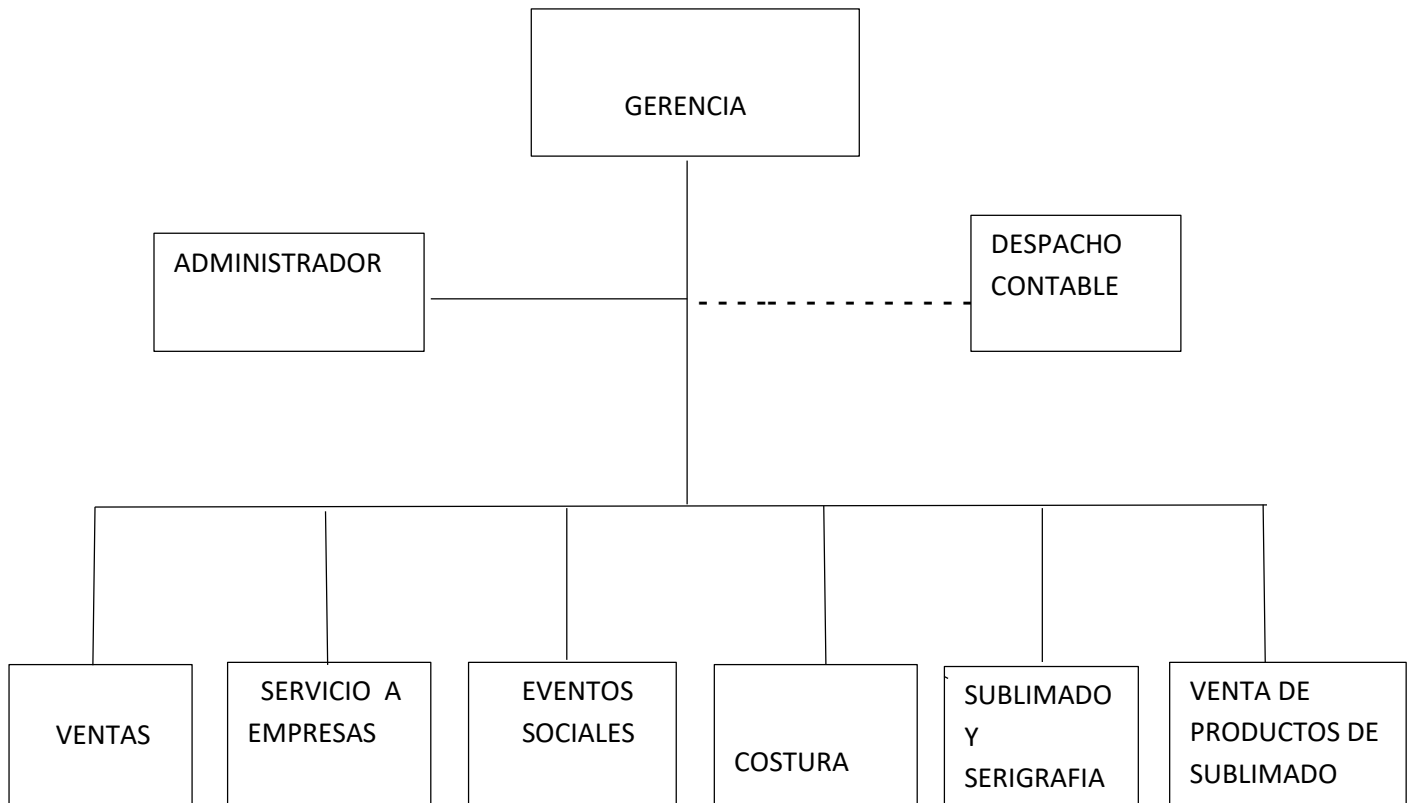 GERENCIA
ADMINISTRADOR
DESPACHO
CONTABLE
VENTAS
SERVICIO A
EMPRESAS
EVENTOS
SOCIALES
COSTURA
SUBLIMADO
Y
SERIGRAFIA
VENTA DE
PRODUCTOS DE
SUBLIMADO